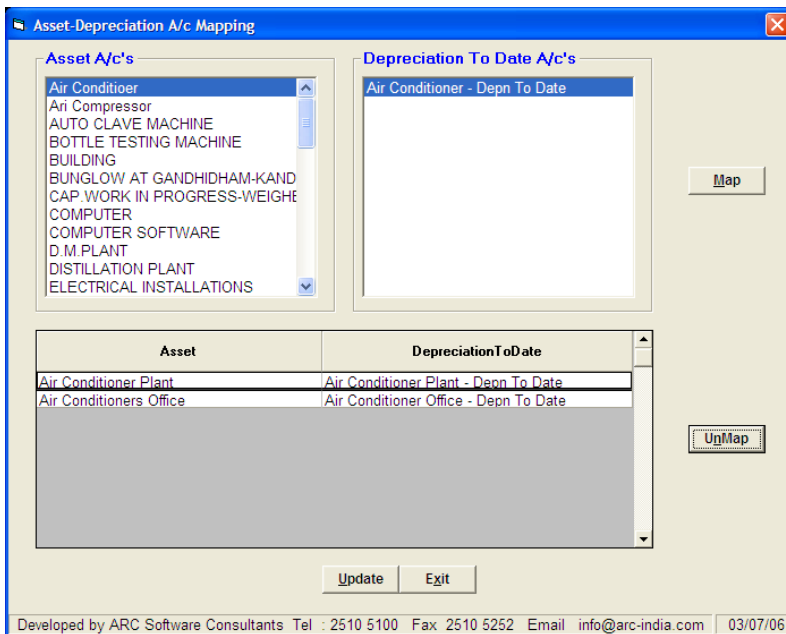 Asset-Depreciation A/c Mapping
Asset A/c's
Air Conditioer
Ari Compressor
AUTO CLAVE MACHINE
BOTTLE TESTING MACHINE
BUILDING
BUNGLOW AT GANDHIDHAM-KAND
CAP.WORK IN PROGRESS-WEIGHE
COMPUTER
COMPUTER SOFTWARE
D.M.PLANT
DISTILLATION PLANT
ELECTRICAL INSTALLATIONS
Depreciation To Date A/c's
Air Conditioner - Depn To Date
Map
Asset DepreciationToDate
Air Conditioner Plant Air Conditioner Plant - Depn To Date
Air Conditioners Office Air Conditioner Office - Depn To Date
UnMap
Update Exit
Developed by ARC Software Consultants Tel : 2510 5100 Fax 2510 5252 Email info@arc-india.com 03/07/06